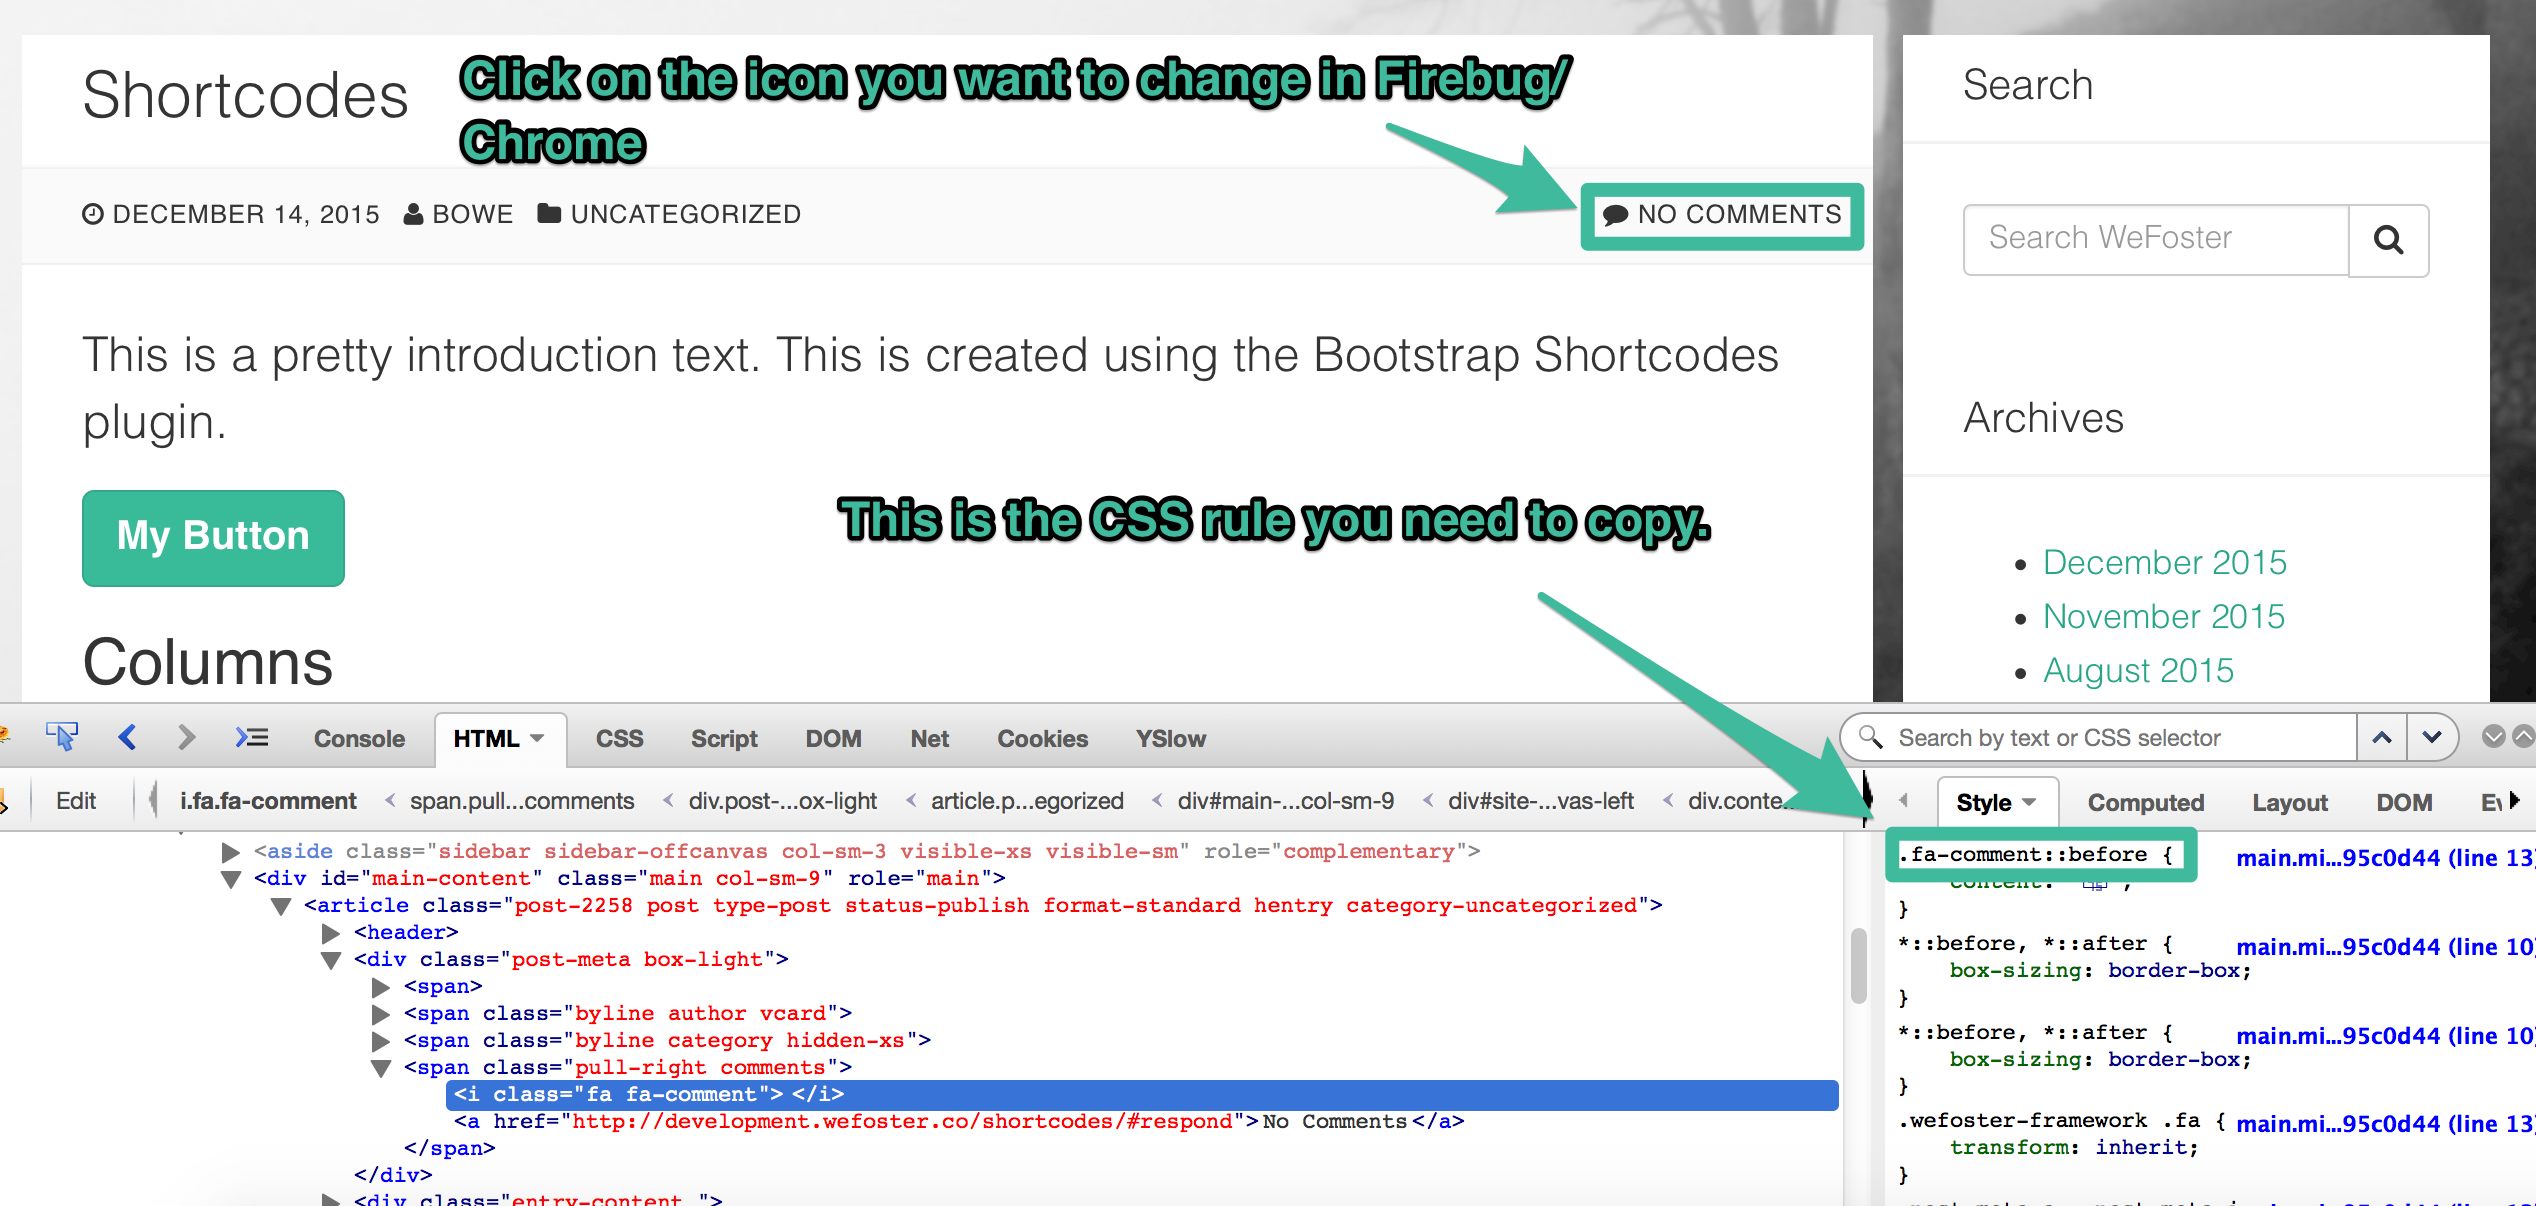 Shortcodes
Click on the icon you want to change in Firebug/
Chrome
DECEMBER 14, 2015 BOWE UNCATEGORIZED
NO COMMENTS
This is a pretty introduction text. This is created using the Bootstrap Shortcodes
plugin.
My Button
This is the CSS rule you need to copy.
Columns
Search
Search WeFoster
Archives
• December 2015
• November 2015
• August 2015
Console HTML CSS Script DOM Net Cookies YSlow
Search by text or CSS selector
Edit i.fa.fa-comment < span.pull...comments < div.post-...ox-light < article.p...egorized < div#main-...col-sm-9 < div#site-...vas-left < div.conte...
Style Computed Layout DOM
<aside class="sidebar sidebar-offcanvas col-sm-3 visible-xs visible-sm" role="complementary">
<div id="main-content" class="main col-sm-9" role="main">
<article class="post-2258 post type-post status-publish format-standard hentry category-uncategorized">
<header>
<div class="post-meta box-light">
<span>
<span class="byline author vcard">
<span class="byline category hidden-xs">
<span class="pull-right comments">
<i class="fa fa-comment"> </i>
<a href="http://development.wefoster.co/shortcodes/#respond">No Comments</a>
</span>
</div>
<div class="entry-content ">
.fa-comment::before { main.mi...95c0d44 (line 13)
content: " ";
}
*::before, *::after { main.mi...95c0d44 (line 10)
box-sizing: border-box;
}
*::before, *::after { main.mi...95c0d44 (line 10)
box-sizing: border-box;
}
.wefoster-framework .fa { main.mi...95c0d44 (line 13)
transform: inherit;
}